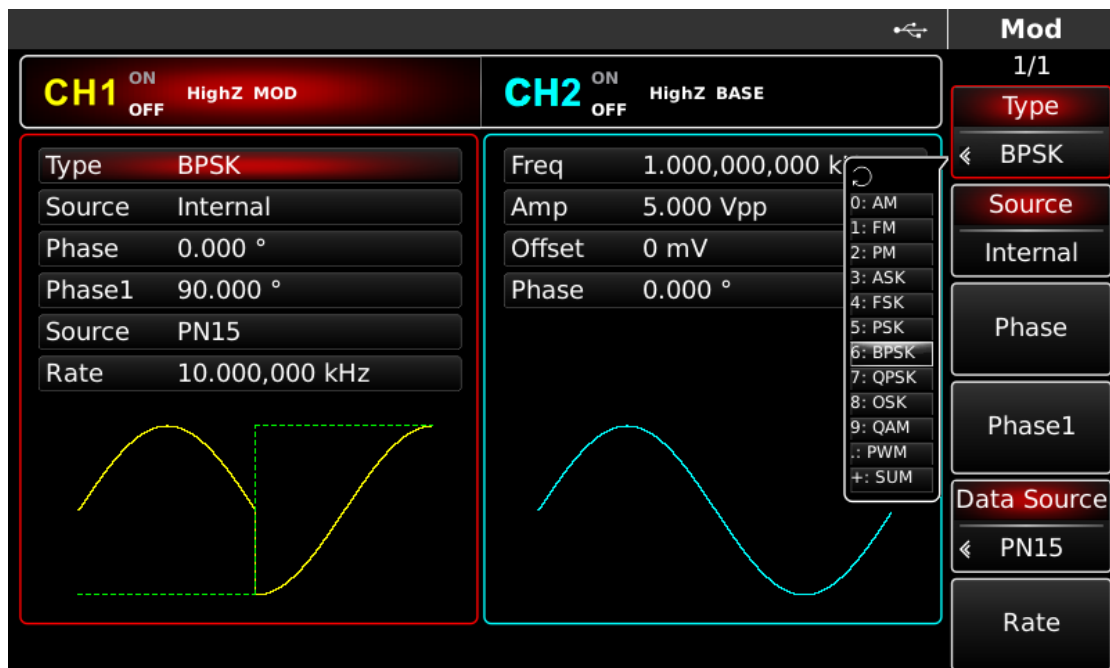 Mod
1/1
CH1 ON OFF HighZ MOD
CH2 ON OFF HighZ BASE
Type BPSK
Source Internal
Phase 0.000 °
Phase1 90.000 °
Source PN15
Rate 10.000,000 kHz
Freq 1.000,000,000 k
Amp 5.000 Vpp
Offset 0 mV
Phase 0.000 °
0: AM
1: FM
2: PM
3: ASK
4: FSK
5: PSK
6: BPSK
7: QPSK
8: OSK
9: QAM
.: PWM
+: SUM
Type
BPSK
Source
Internal
Phase
Phase1
Data Source
PN15
Rate